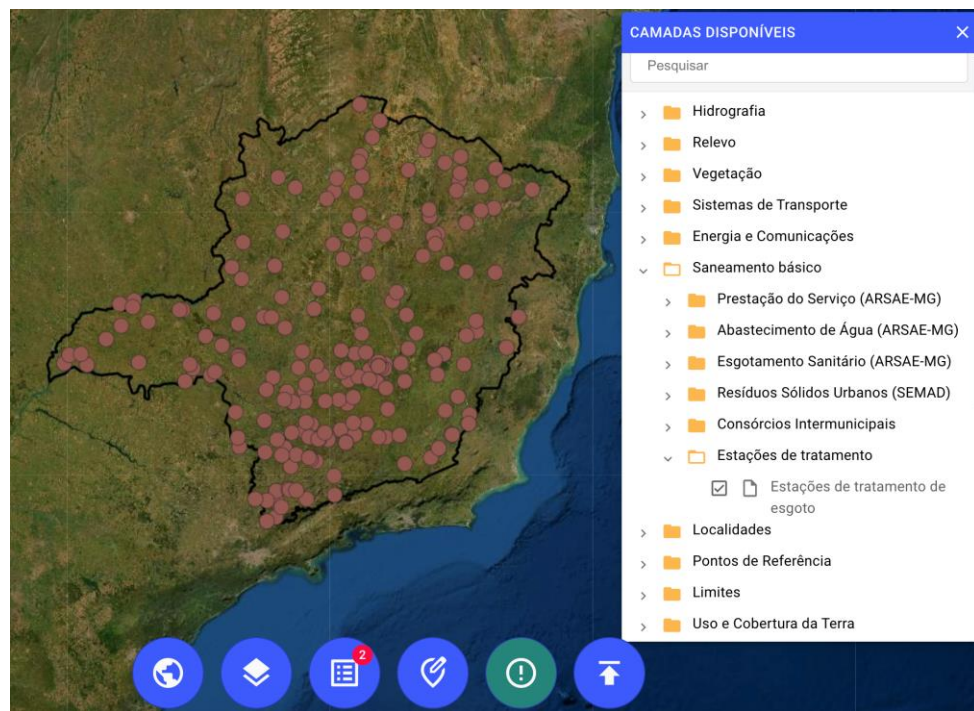 CAMADAS DISPONÍVEIS
Pesquisar
Hidrografia
Relevo
Vegetação
Sistemas de Transporte
Energia e Comunicações
Saneamento básico
Prestação do Serviço (ARSAE-MG)
Abastecimento de Água (ARSAE-MG)
Esgotamento Sanitário (ARSAE-MG)
Resíduos Sólidos Urbanos (SEMAD)
Consórcios Intermunicipais
Estações de tratamento
Estações de tratamento de
esgoto
Localidades
Pontos de Referência
Limites
Uso e Cobertura da Terra
2